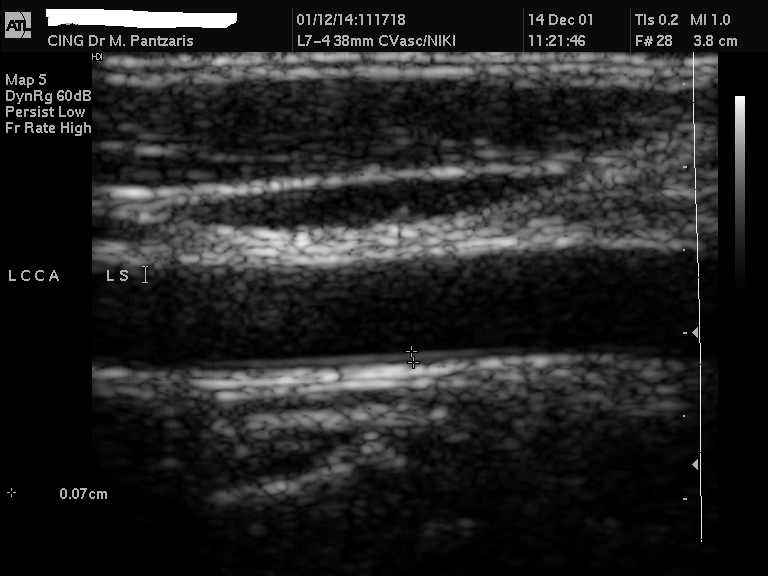 ATL
01/12/14:111718
14 Dec 01
TIs 0.2 MI 1.0
CING Dr M. Pantzaris
L7-4 38mm CVasc/NIKI
11:21:46
F# 28 3.8 cm
HDI
Map 5
DynRg 60dB
Persist Low
Fr Rate High
LCCA LS
0.07cm